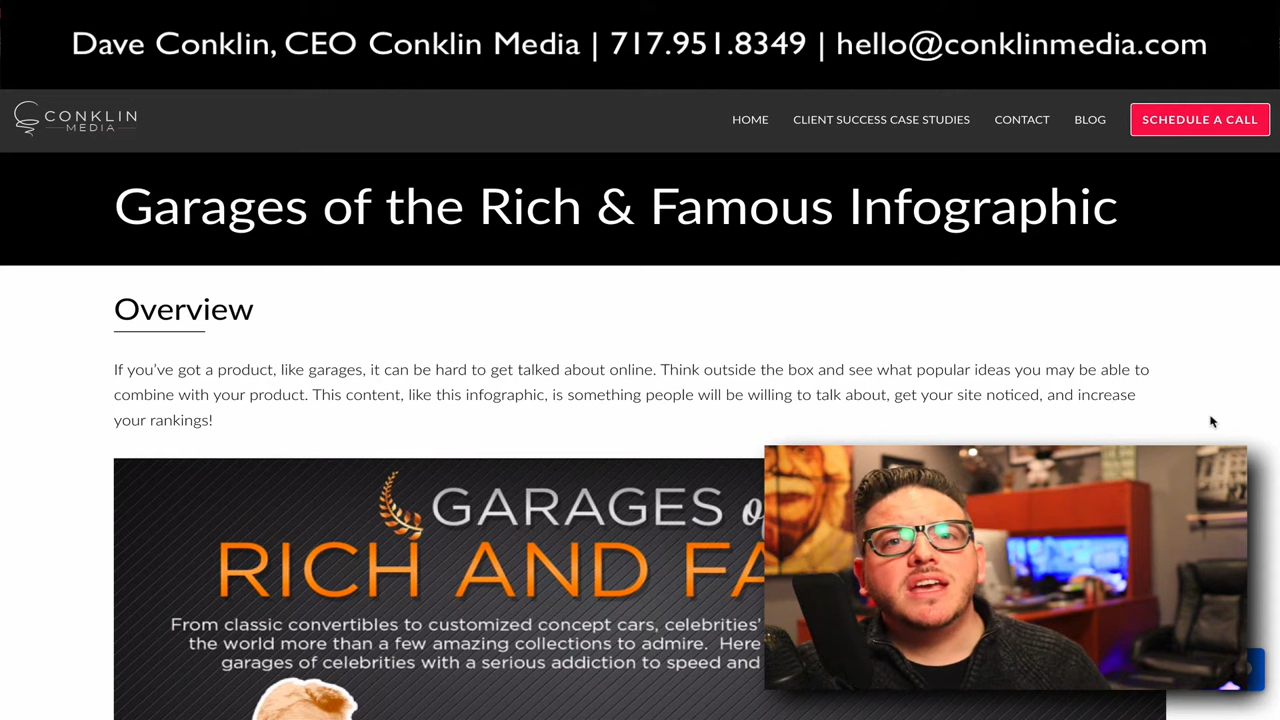 Dave Conklin, CEO Conklin Media | 717.951.8349 | hello@conklinmedia.com
CONKLIN
MEDIA
HOME CLIENT SUCCESS CASE STUDIES CONTACT BLOG SCHEDULE A CALL
Garages of the Rich & Famous Infographic
Overview
If you've got a product, like garages, it can be hard to get talked about online. Think outside the box and see what popular ideas you may be able to
combine with your product. This content, like this infographic, is something people will be willing to talk about, get your site noticed, and increase
your rankings!
GARAGES
RICH AND FA
From classic convertibles to customized concept cars, celebrities'
the world more than a few amazing collections to admire. Here
garages of celebrities with a serious addiction to speed and